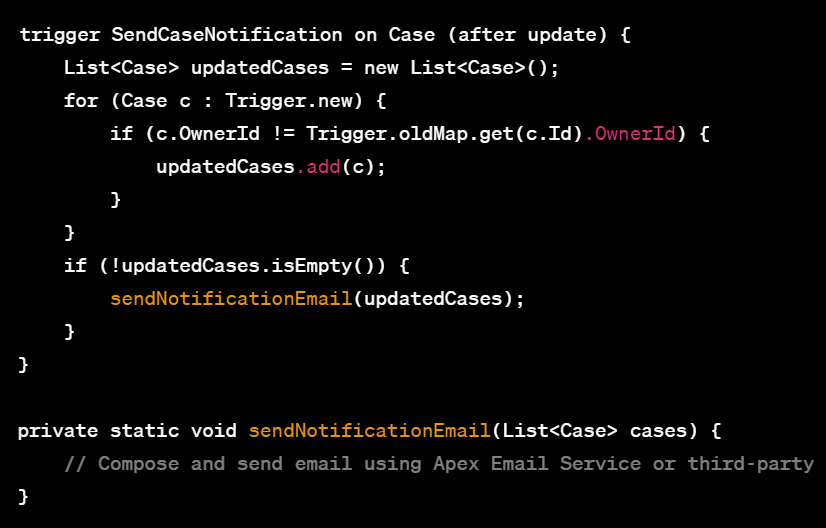 trigger SendCaseNotification on Case (after update) {
    List<Case> updatedCases = new List<Case>();
    for (Case c : Trigger.new) {
        if (c.OwnerId != Trigger.oldMap.get(c.Id).OwnerId) {
            updatedCases.add(c);
        }
    }
    if (!updatedCases.isEmpty()) {
        sendNotificationEmail(updatedCases);
    }
}

private static void sendNotificationEmail(List<Case> cases) {
    // Compose and send email using Apex Email Service or third-party
}